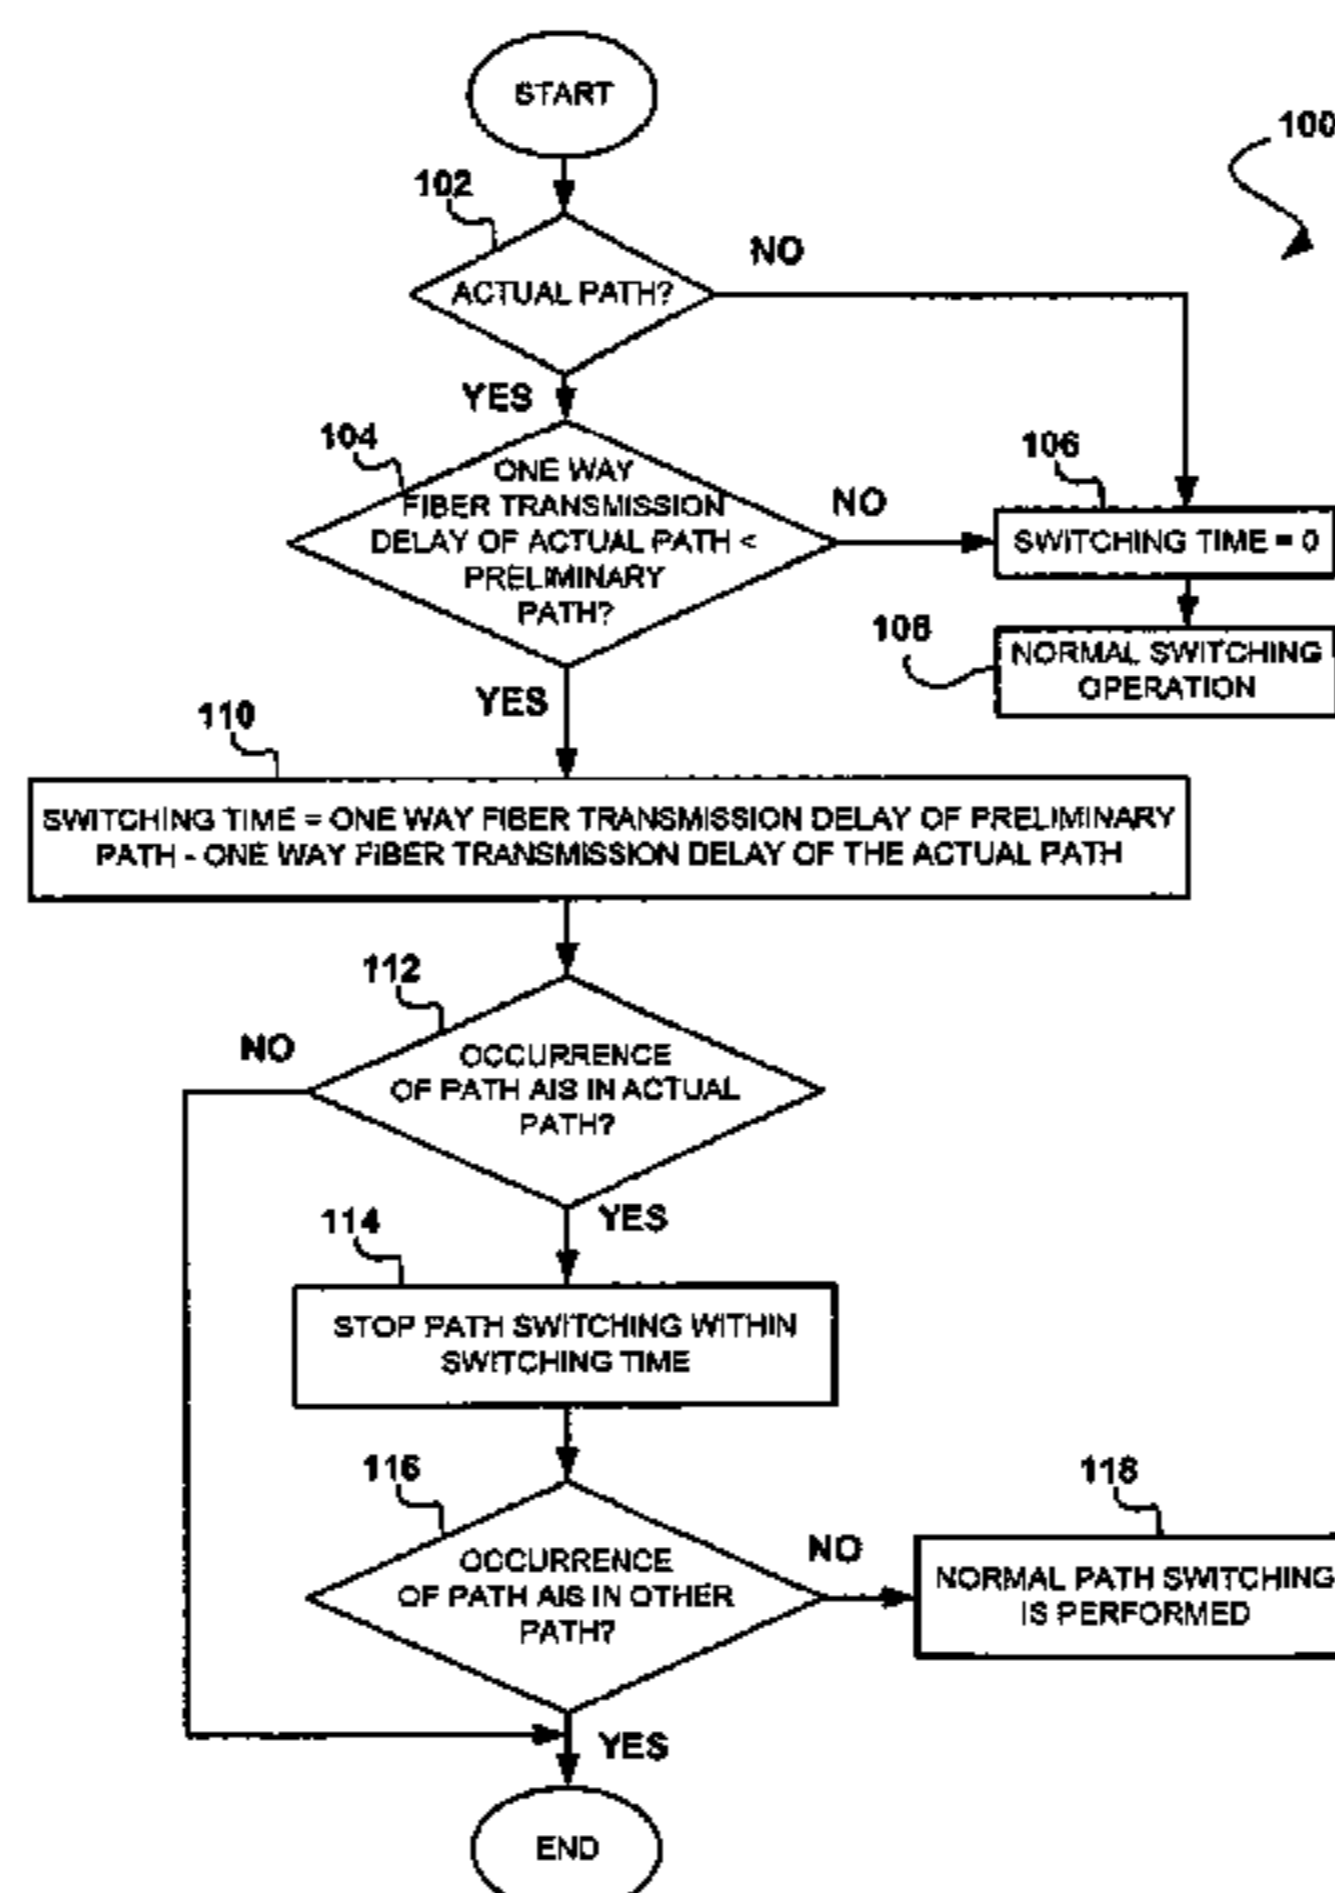 START
100
102
ACTUAL PATH?
NO
YES
104
ONE WAY
FIBER TRANSMISSION
DELAY OF ACTUAL PATH <
PRELIMINARY
PATH?
NO
106
SWITCHING TIME = 0
108
NORMAL SWITCHING
OPERATION
YES
110
SWITCHING TIME = ONE WAY FIBER TRANSMISSION DELAY OF PRELIMINARY
PATH - ONE WAY FIBER TRANSMISSION DELAY OF THE ACTUAL PATH
112
NO
OCCURRENCE
OF PATH AIS IN ACTUAL
PATH?
YES
114
STOP PATH SWITCHING WITHIN
SWITCHING TIME
116
OCCURRENCE
OF PATH AIS IN OTHER
PATH?
NO
118
NORMAL PATH SWITCHING
IS PERFORMED
YES
END